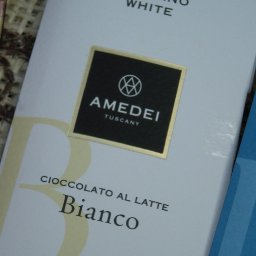 WHITE
AMEDEI
TUSCANY
CIOCCOLATO AL LATTE
Bianco